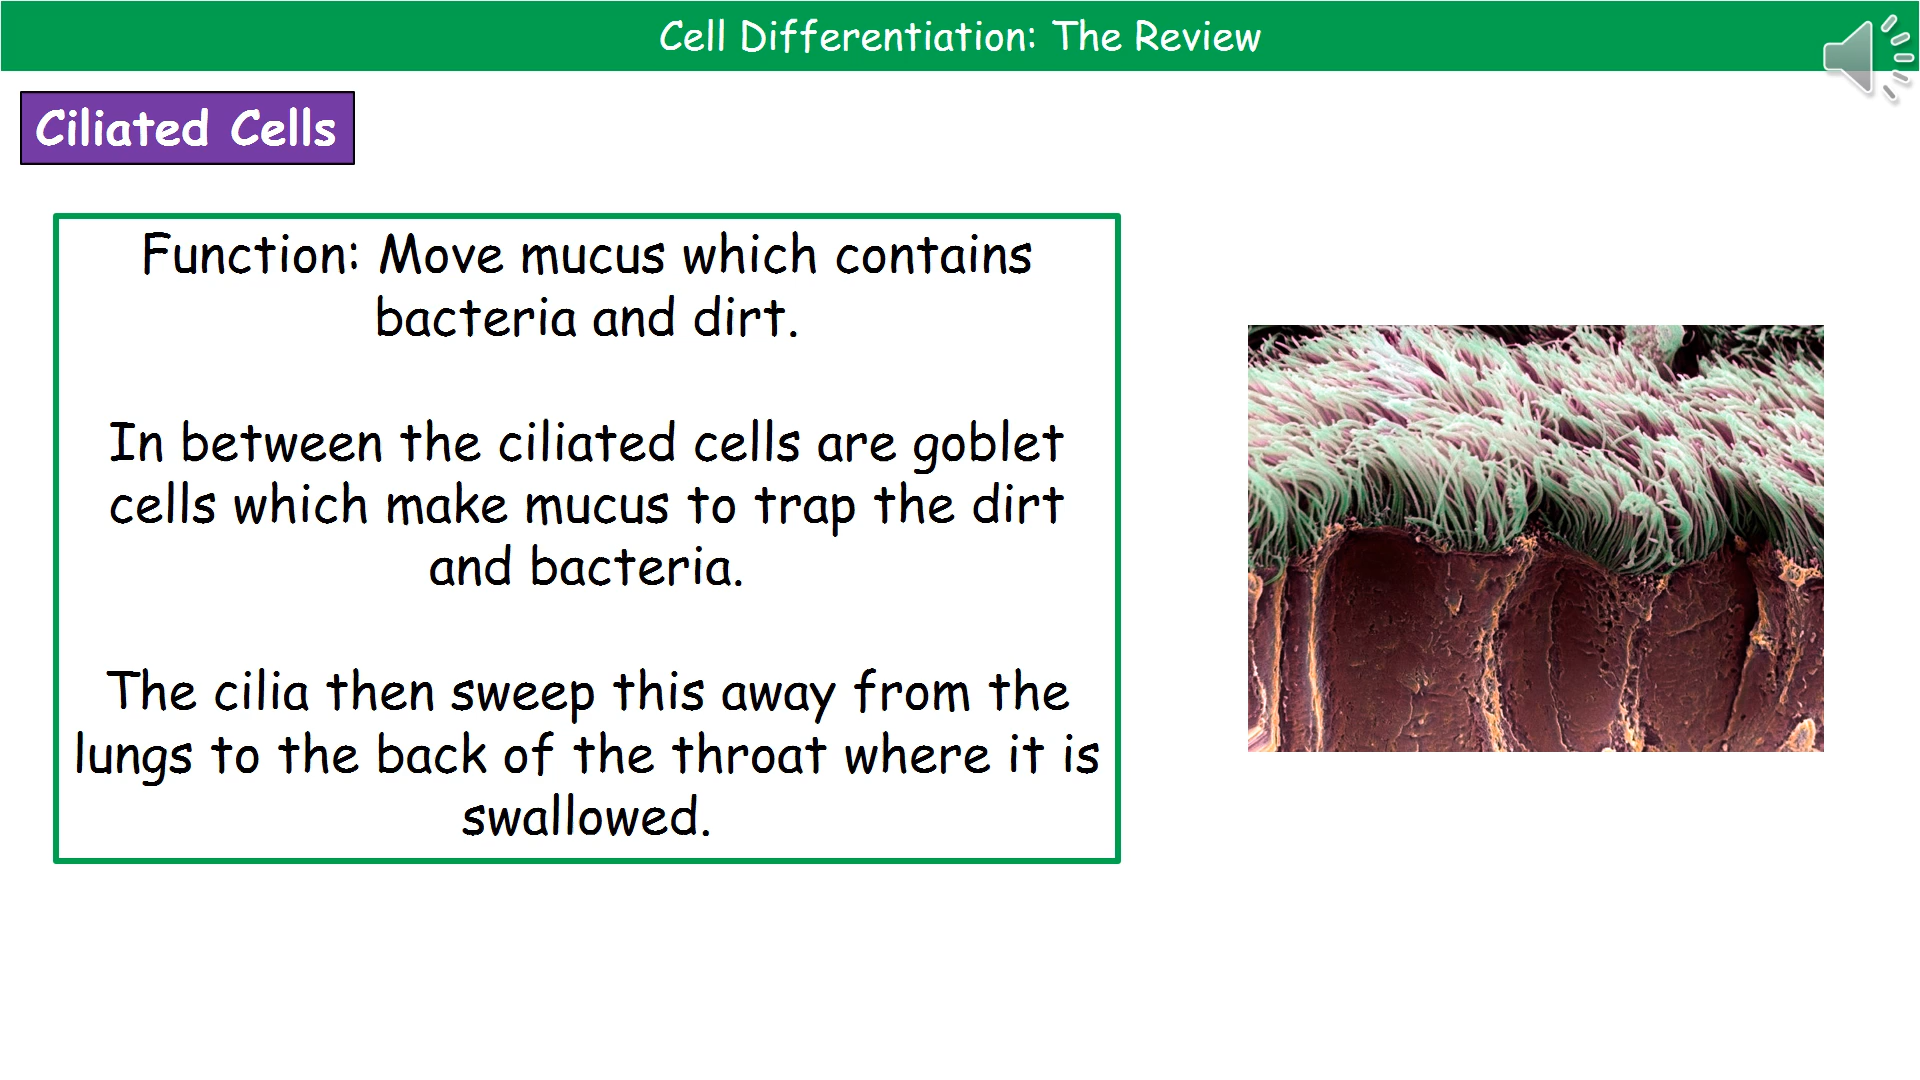 Cell Differentiation: The Review
Ciliated Cells
Function: Move mucus which contains
bacteria and dirt.
In between the ciliated cells are goblet
cells which make mucus to trap the dirt
and bacteria.
The cilia then sweep this away from the
lungs to the back of the throat where it is
swallowed.